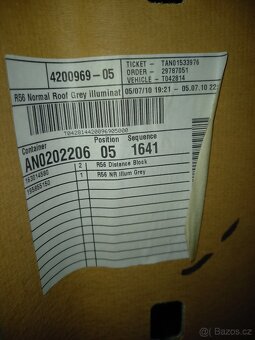 4200969-05
TICKET - TAN01533976
ORDER - 29787051
VEHICLE - T042814
R56 Normal Roof Grey Illuminat
05/07/10 19:21 - 05.07.10 22
T042814420096905000
Container Position Sequence
AN0202206 05 1641
2 R56 Distance Block
1 R56 NR Illum Grey
Bazos.cz